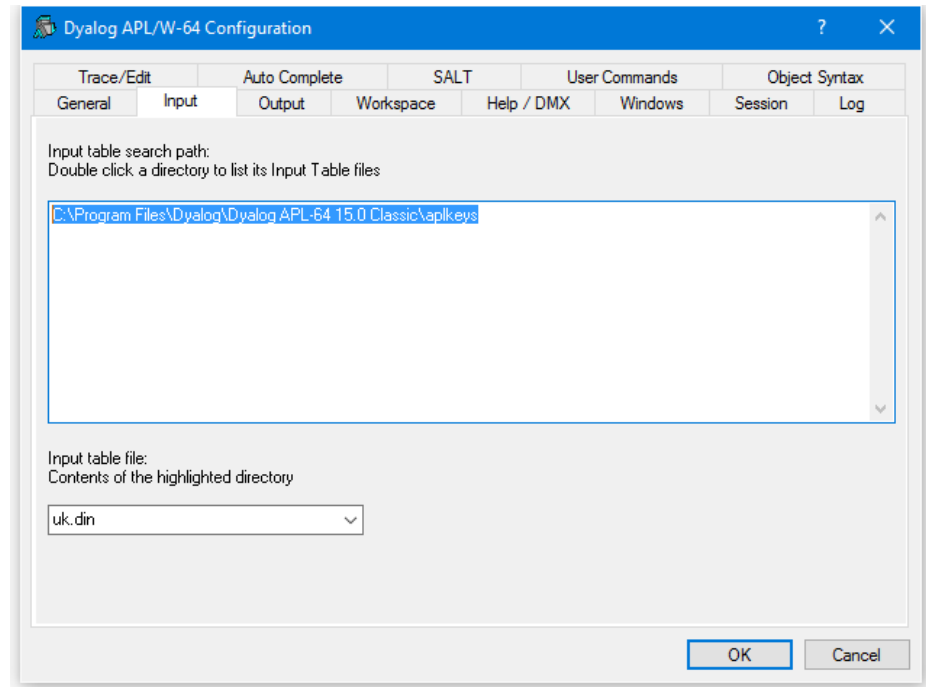 Dyalog APL/W-64 Configuration ? ×
Trace/Edit Auto Complete SALT User Commands Object Syntax
General Input Output Workspace Help / DMX Windows Session Log
Input table search path:
Double click a directory to list its Input Table files
C:\Program Files\Dyalog\Dyalog APL-64 15.0 Classic\aplkeys
Input table file:
Contents of the highlighted directory
uk.din
OK Cancel